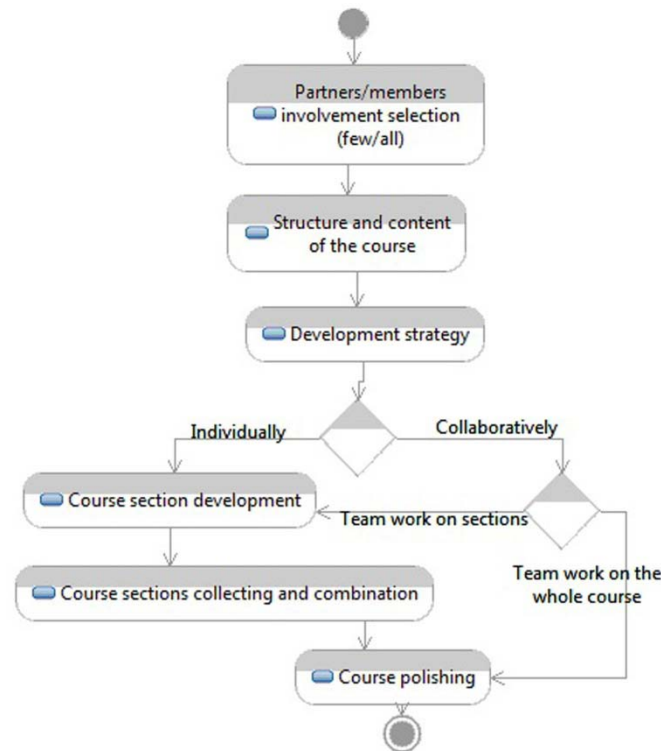 Partners/members
involvement selection
(few/all)
Structure and content
of the course
Development strategy
Individually
Collaboratively
Course section development
Team work on sections
Team work on the
whole course
Course sections collecting and combination
Course polishing